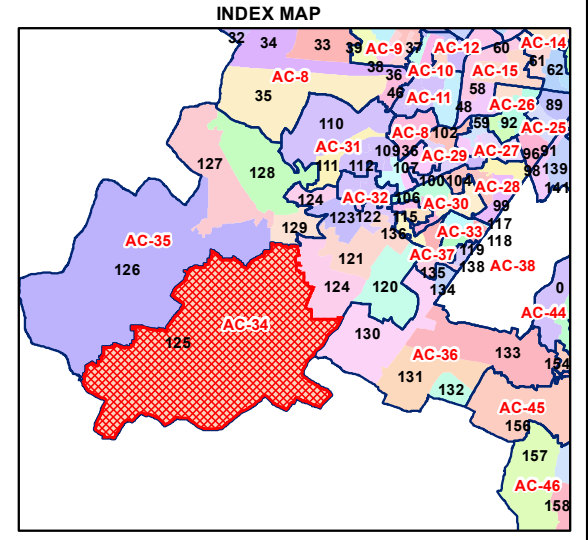 INDEX MAP
32 34 33 39 AC-9 37 AC-12 60 AC-14
38 61
AC-8 36 AC-10 AC-15 62
35 46 AC-11 58
48 AC-26 89
110 AC-8 102 59 92 AC-25
AC-31 109 36 AC-29 AC-27 96 91
127 128 111 112 107 98 139
100 104 AC-28 141
124 AC-32 106 AC-30 99
123 122 115 117
129 136 AC-33 118
AC-35 121 AC-37 119
126 135 138 AC-38
124 120 134 0
AC-34 AC-44
125 130 AC-36 133
154
131 132
AC-45
156
157
AC-46
158